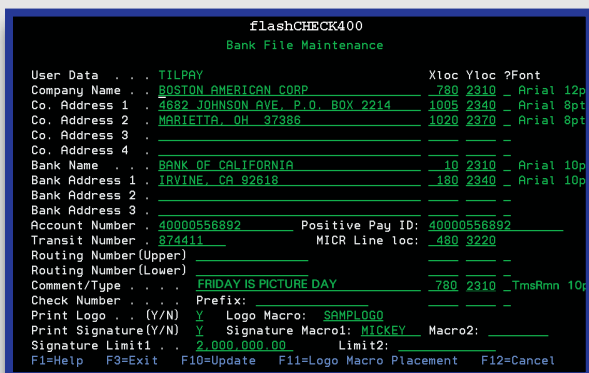 flashCHECK400
Bank File Maintenance
User Data . . . TILPAY Xloc Yloc ?Font
Company Name . . BOSTON AMERICAN CORP 780 2310 _ Arial 12p
Co. Address 1 . 4682 JOHNSON AVE, P.O. BOX 2214 1005 2340 _ Arial 8pt
Co. Address 2 . MARIETTA, OH 37386 1020 2370 _ Arial 8pt
Co. Address 3 .
Co. Address 4 .
Bank Name . . . BANK OF CALIFORNIA 10 2310 _ Arial 10p
Bank Address 1 . IRVINE, CA 92618 180 2340 _ Arial 10p
Bank Address 2 .
Bank Address 3 .
Account Number . 40000556892 Positive Pay ID: 40000556892
Transit Number . 874411 MICR Line loc: 480 3220
Routing Number(Upper)
Routing Number(Lower)
Comment/Type . . . . FRIDAY IS PICTURE DAY 780 2310 _TmsRmn 10p
Check Number . . . . Prefix:
Print Logo . . (Y/N) Y Logo Macro: SAMPLOGO
Print Signature(Y/N) Y Signature Macro1: MICKEY Macro2:
Signature Limit1 . . 2,000,000.00 Limit2:
F1=Help F3=Exit F10=Update F11=Logo Macro Placement F12=Cancel